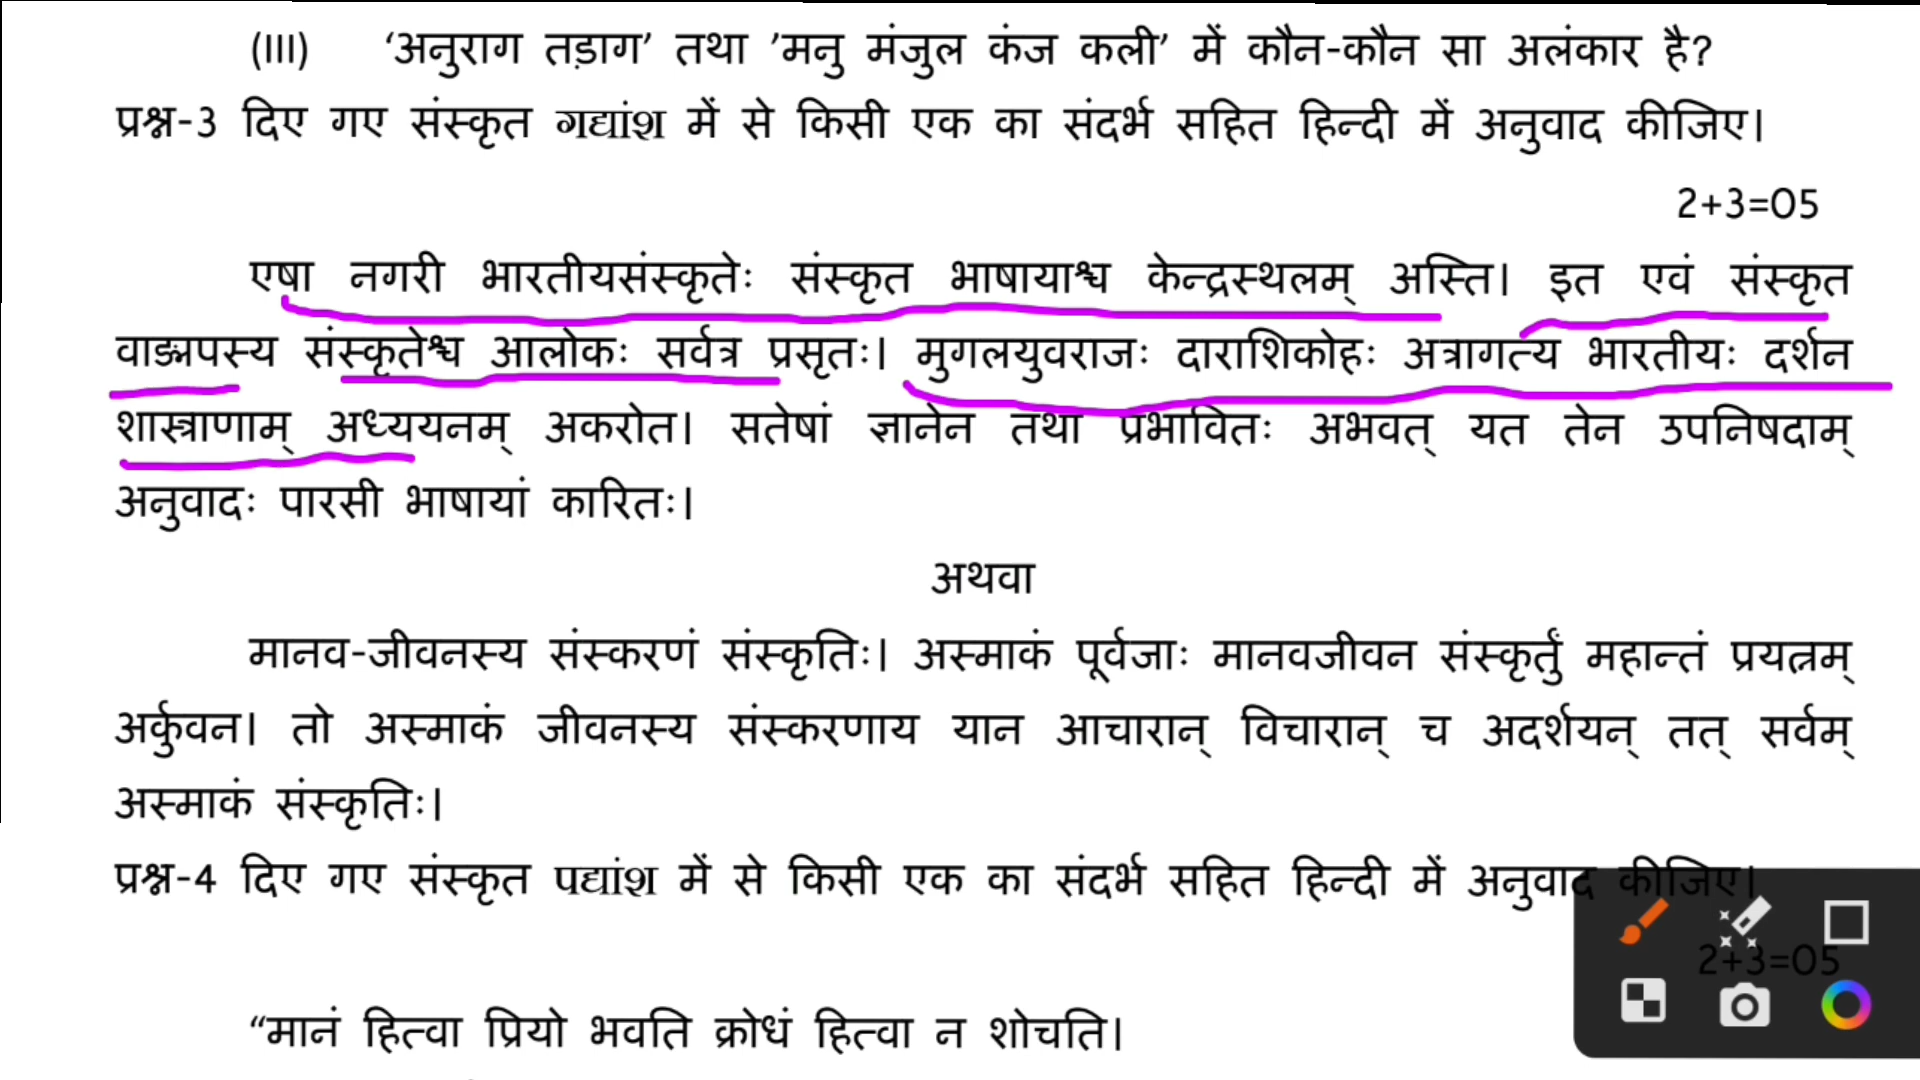 (III) ‘अनुराग तड़ाग’ तथा ’मनु मंजुल कंज कली’ में कौन-कौन सा अलंकार है?
प्रश्न-3 दिए गए संस्कृत गद्यांश में से किसी एक का संदर्भ सहित हिन्दी में अनुवाद कीजिए।
2+3=05
एषा नगरी भारतीयसंस्कृतेः संस्कृत भाषायाश्च केन्द्रस्थलम् अस्ति। इत एवं संस्कृत
वाङ्मपस्य संस्कृतेश्च आलोकः सर्वत्र प्रसृतः। मुगलयुवराजः दाराशिकोहः अत्रागत्य भारतीयः दर्शन
शास्त्राणाम् अध्ययनम् अकरोत। सतेषां ज्ञानेन तथा प्रभावितः अभवत् यत तेन उपनिषदाम्
अनुवादः पारसी भाषायां कारितः।
अथवा
मानव-जीवनस्य संस्करणं संस्कृतिः। अस्माकं पूर्वजाः मानवजीवन संस्कृर्तुं महान्तं प्रयत्नम्
अर्कुवन। तो अस्माकं जीवनस्य संस्करणाय यान आचारान् विचारान् च अदर्शयन् तत् सर्वम्
अस्माकं संस्कृतिः।
प्रश्न-4 दिए गए संस्कृत पद्यांश में से किसी एक का संदर्भ सहित हिन्दी में अनुवाद कीजिए।
2+3=05
“मानं हित्वा प्रियो भवति क्रोधं हित्वा न शोचति।